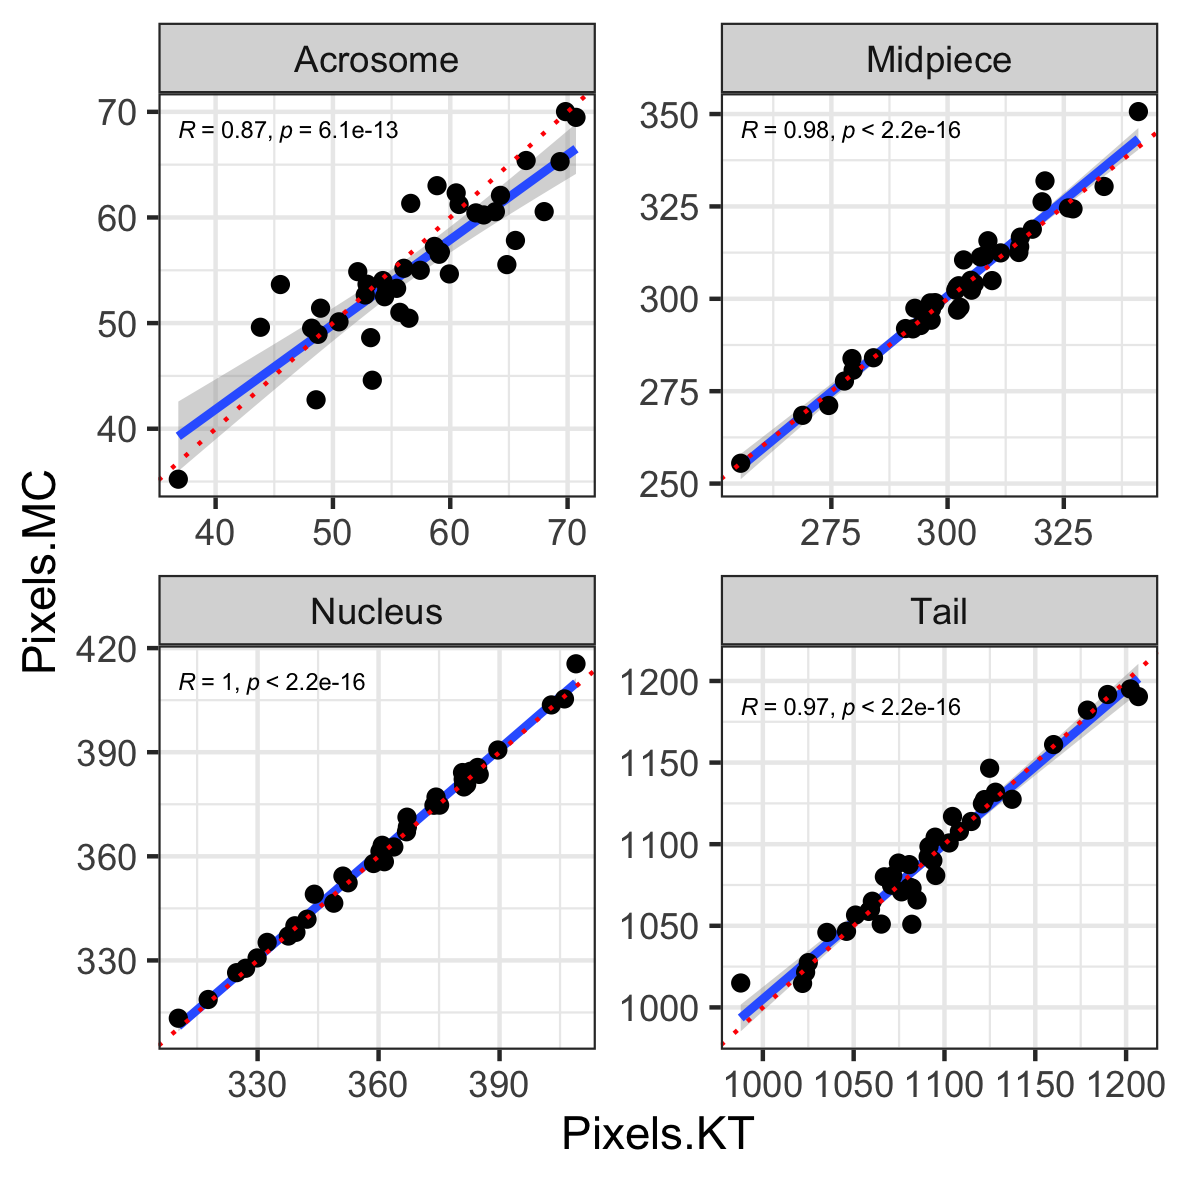 Acrosome
Midpiece
R = 0.87, p = 6.1e-13
R = 0.98, p < 2.2e-16
70
60
50
40
350
325
300
275
250
40 50 60 70
275 300 325
Nucleus
Tail
R = 1, p < 2.2e-16
R = 0.97, p < 2.2e-16
420
390
360
330
1200
1150
1100
1050
1000
330 360 390
1000 1050 1100 1150 1200
Pixels.MC
Pixels.KT